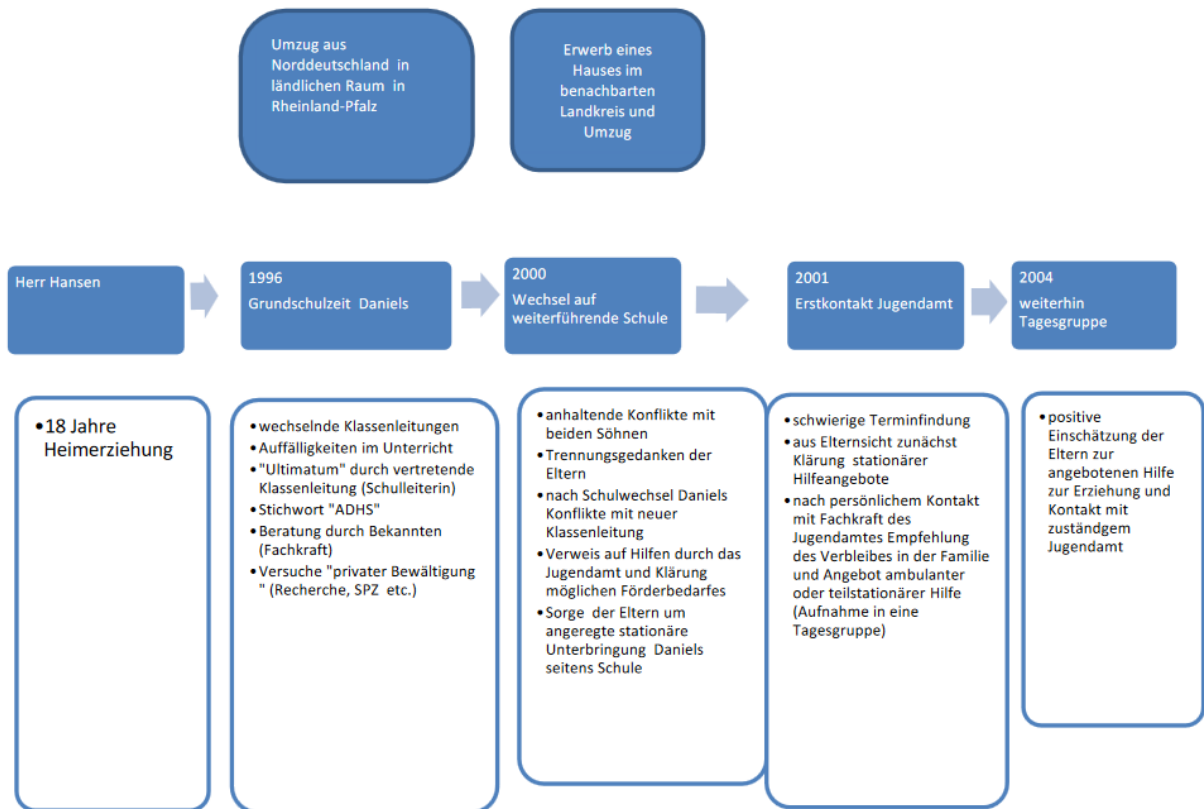 Umzug aus
Norddeutschland in
ländlichen Raum in
Rheinland-Pfalz
Erwerb eines
Hauses im
benachbarten
Landkreis und
Umzug
Herr Hansen
1996
Grundschulzeit Daniels
2000
Wechsel auf
weiterführende Schule
2001
Erstkontakt Jugendamt
2004
weiterhin
Tagesgruppe
•18 Jahre
Heimerziehung
•wechselnde Klassenleitungen
•Auffälligkeiten im Unterricht
•"Ultimatum" durch vertretende
Klassenleitung (Schulleiterin)
•Stichwort "ADHS"
•Beratung durch Bekannten
(Fachkraft)
•Versuche "privater Bewältigung
" (Recherche, SPZ etc.)
•anhaltende Konflikte mit
beiden Söhnen
•Trennungsgedanken der
Eltern
•nach Schulwechsel Daniels
Konflikte mit neuer
Klassenleitung
•Verweis auf Hilfen durch das
Jugendamt und Klärung
möglichen Förderbedarfes
•Sorge der Eltern um
angeregte stationäre
Unterbringung Daniels
seitens Schule
•schwierige Terminfindung
•aus Elternsicht zunächst
Klärung stationärer
Hilfeangebote
•nach persönlichem Kontakt
mit Fachkraft des
Jugendamtes Empfehlung
des Verbleibes in der Familie
und Angebot ambulanter
oder teilstationärer Hilfe
(Aufnahme in eine
Tagesgruppe)
•positive
Einschätzung der
Eltern zur
angebotenen Hilfe
zur Erziehung und
Kontakt mit
zuständgem
Jugendamt